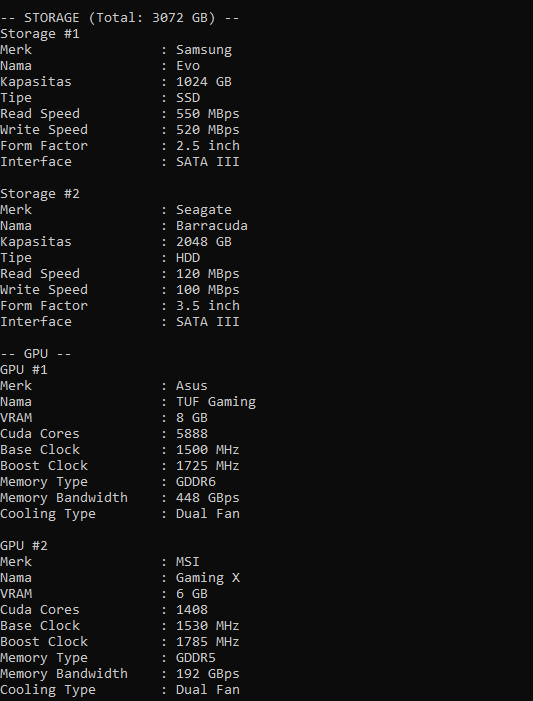 -- STORAGE (Total: 3072 GB) --
Storage #1
Merk                : Samsung
Nama                : Evo
Kapasitas           : 1024 GB
Tipe                : SSD
Read Speed          : 550 MBps
Write Speed         : 520 MBps
Form Factor         : 2.5 inch
Interface           : SATA III

Storage #2
Merk                : Seagate
Nama                : Barracuda
Kapasitas           : 2048 GB
Tipe                : HDD
Read Speed          : 120 MBps
Write Speed         : 100 MBps
Form Factor         : 3.5 inch
Interface           : SATA III

-- GPU --
GPU #1
Merk                : Asus
Nama                : TUF Gaming
VRAM                : 8 GB
Cuda Cores          : 5888
Base Clock          : 1500 MHz
Boost Clock         : 1725 MHz
Memory Type         : GDDR6
Memory Bandwidth    : 448 GBps
Cooling Type        : Dual Fan

GPU #2
Merk                : MSI
Nama                : Gaming X
VRAM                : 6 GB
Cuda Cores          : 1408
Base Clock          : 1530 MHz
Boost Clock         : 1785 MHz
Memory Type         : GDDR5
Memory Bandwidth    : 192 GBps
Cooling Type        : Dual Fan